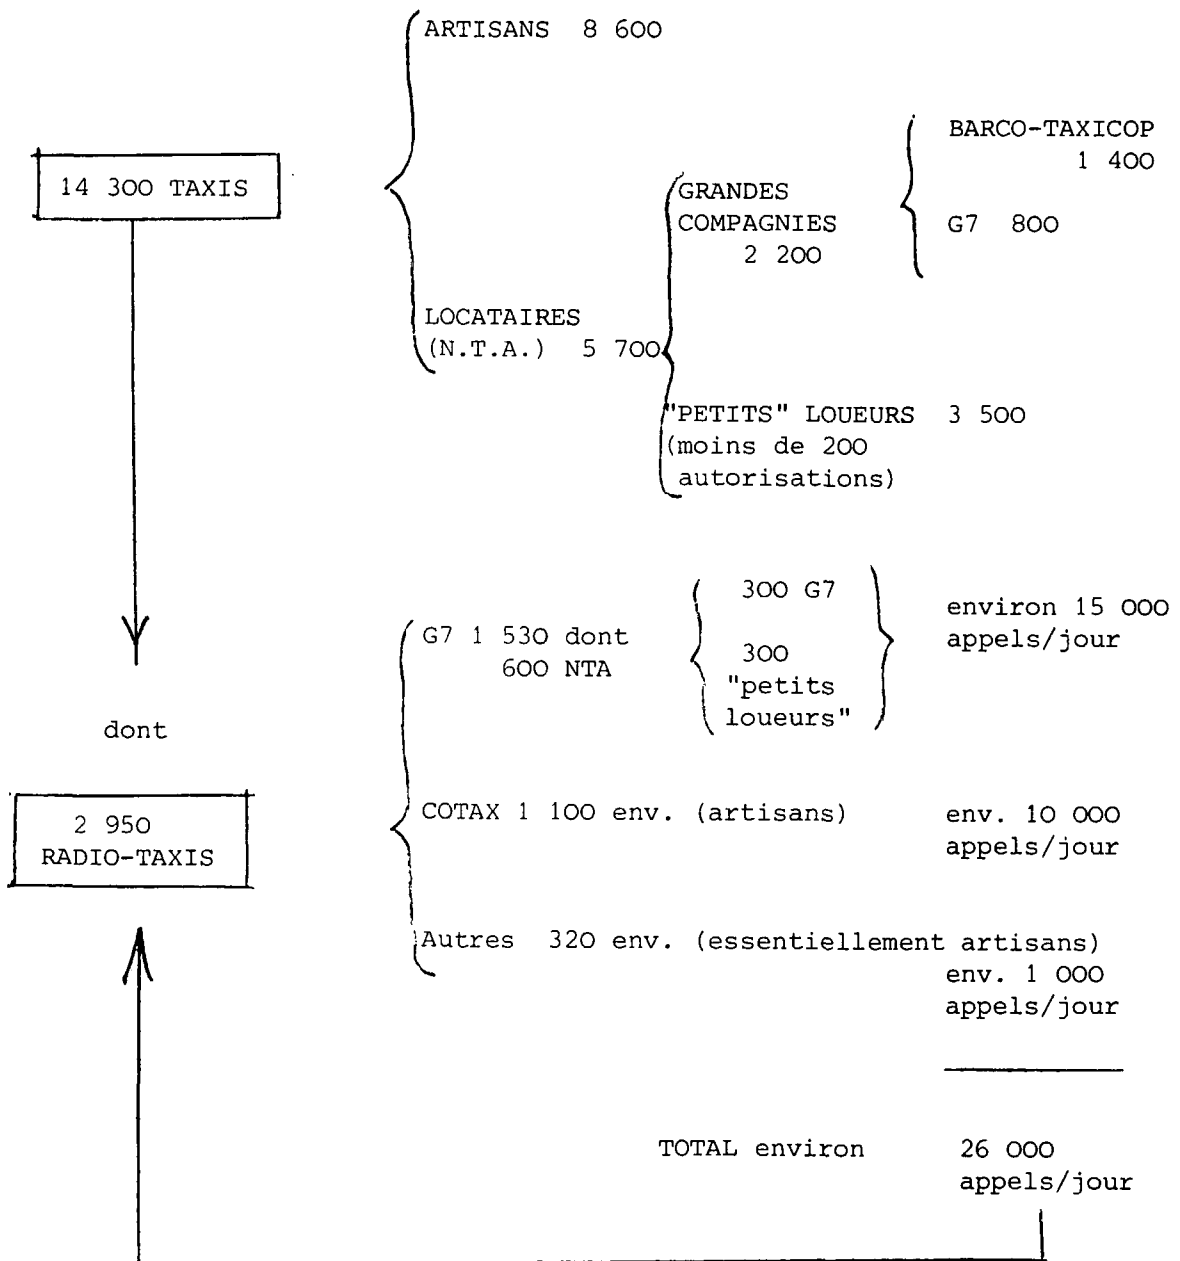 ARTISANS 8 600
14 300 TAXIS
LOCATAIRES
(N.T.A.) 5 700
GRANDES
COMPAGNIES
2 200
BARCO-TAXICOP
1 400
G7 800
"PETITS" LOUEURS 3 500
(moins de 200
autorisations)
dont
2 950
RADIO-TAXIS
G7 1 530 dont
600 NTA
300 G7
300
"petits
loueurs"
environ 15 000
appels/jour
COTAX 1 100 env. (artisans)
env. 10 000
appels/jour
Autres 320 env. (essentiellement artisans)
env. 1 000
appels/jour
TOTAL environ 26 000
appels/jour